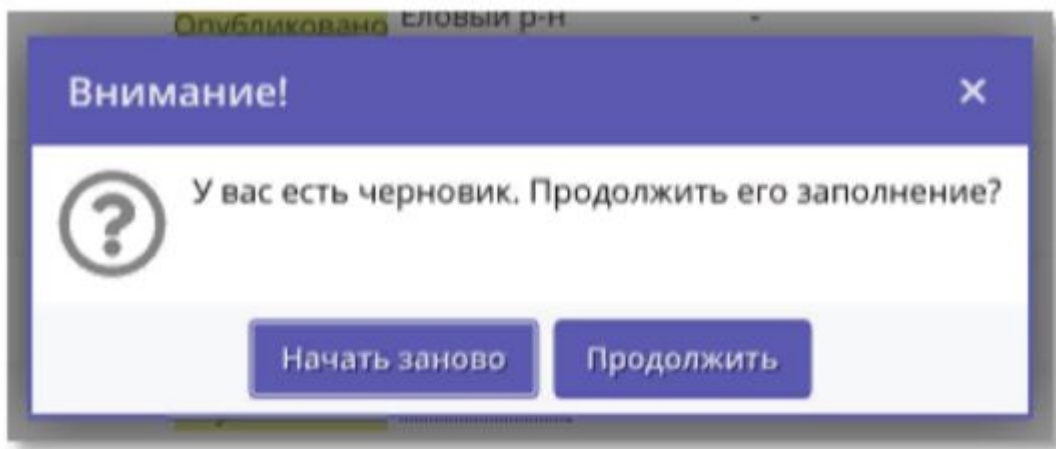 Опубликовано Еловый р-н -
Внимание!
У вас есть черновик. Продолжить его заполнение?
Начать заново Продолжить